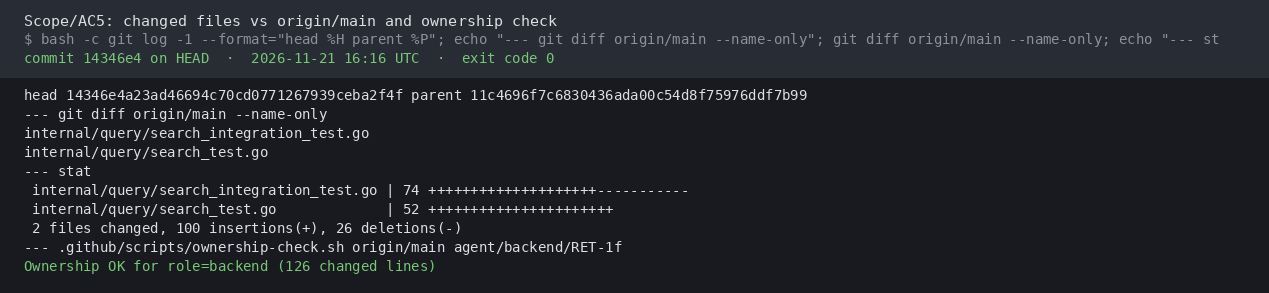 Scope/AC5: changed files vs origin/main and ownership check
$ bash -c git log -1 --format="head %H parent %P"; echo "--- git diff origin/main --name-only"; git diff origin/main --name-only; echo "--- st
commit 14346e4 on HEAD · 2026-11-21 16:16 UTC · exit code 0
head 14346e4a23ad46694c70cd0771267939ceba2f4f parent 11c4696f7c6830436ada00c54d8f75976ddf7b99
--- git diff origin/main --name-only
internal/query/search_integration_test.go
internal/query/search_test.go
--- stat
 internal/query/search_integration_test.go | 74 ++++++++++++++++++++-----------
 internal/query/search_test.go             | 52 ++++++++++++++++++++++
 2 files changed, 100 insertions(+), 26 deletions(-)
--- .github/scripts/ownership-check.sh origin/main agent/backend/RET-1f
Ownership OK for role=backend (126 changed lines)